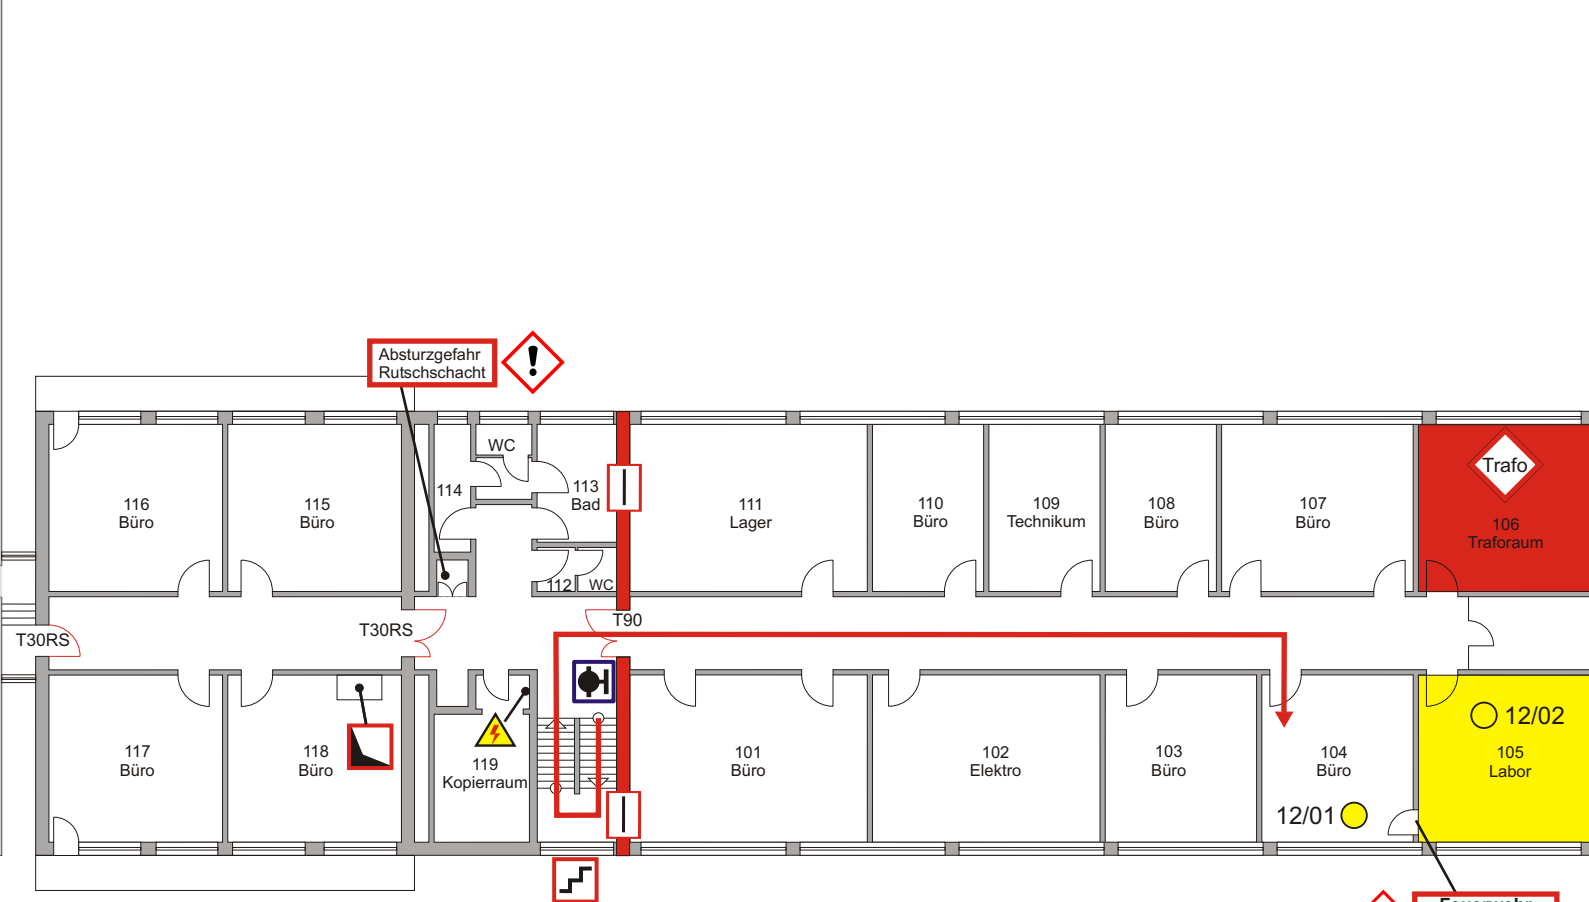 Absturzgefahr
Rutschschacht
WC
113
Bad
114
116
Büro
115
Büro
111
Lager
110
Büro
109
Technikum
108
Büro
107
Büro
Trafo
106
Traforaum
112
WC
T30RS
T30RS
T90
117
Büro
118
Büro
119
Kopierraum
101
Büro
102
Elektro
103
Büro
104
Büro
12/01
12/02
105
Labor
Feuerwehr